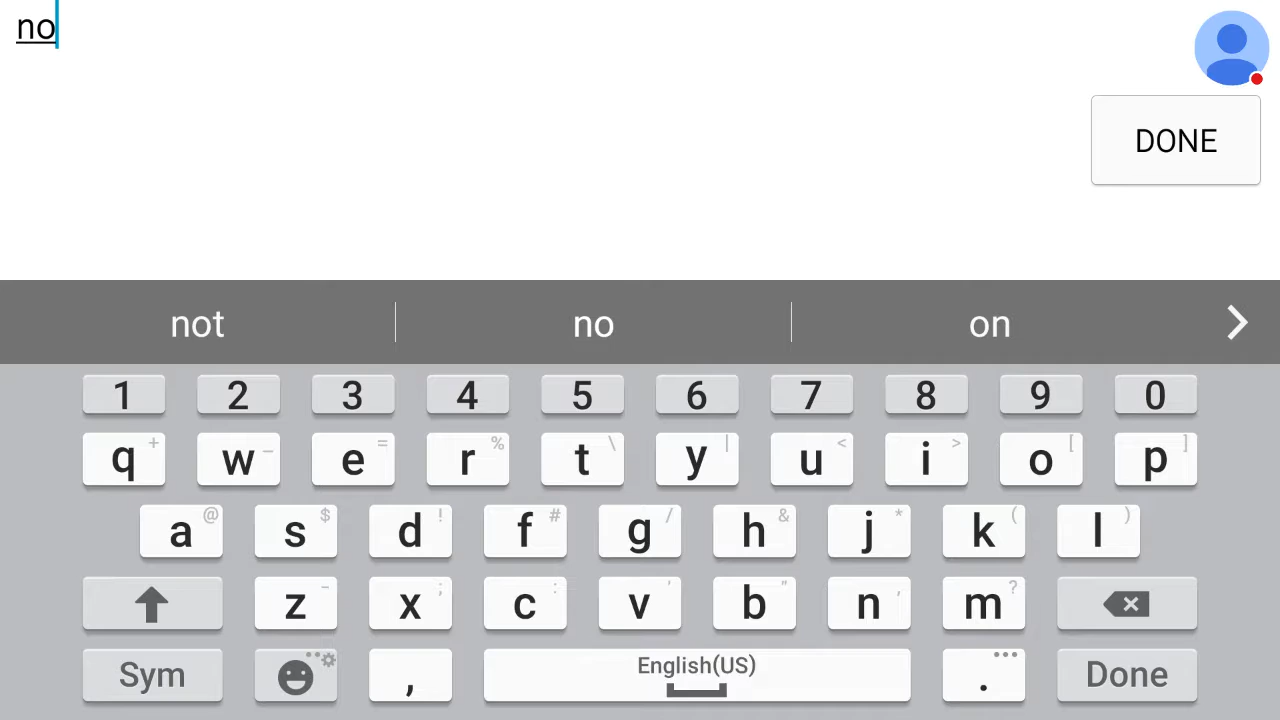 no
DONE
not no on
1 2 3 4 5 6 7 8 9 0
q + w _ e = r % t \ y | u < i > o [ p ]
a @ s $ d ! f # g / h & j * k ( l )
z - x ; c : v ' b " n , m ?
Sym , English(US) . Done